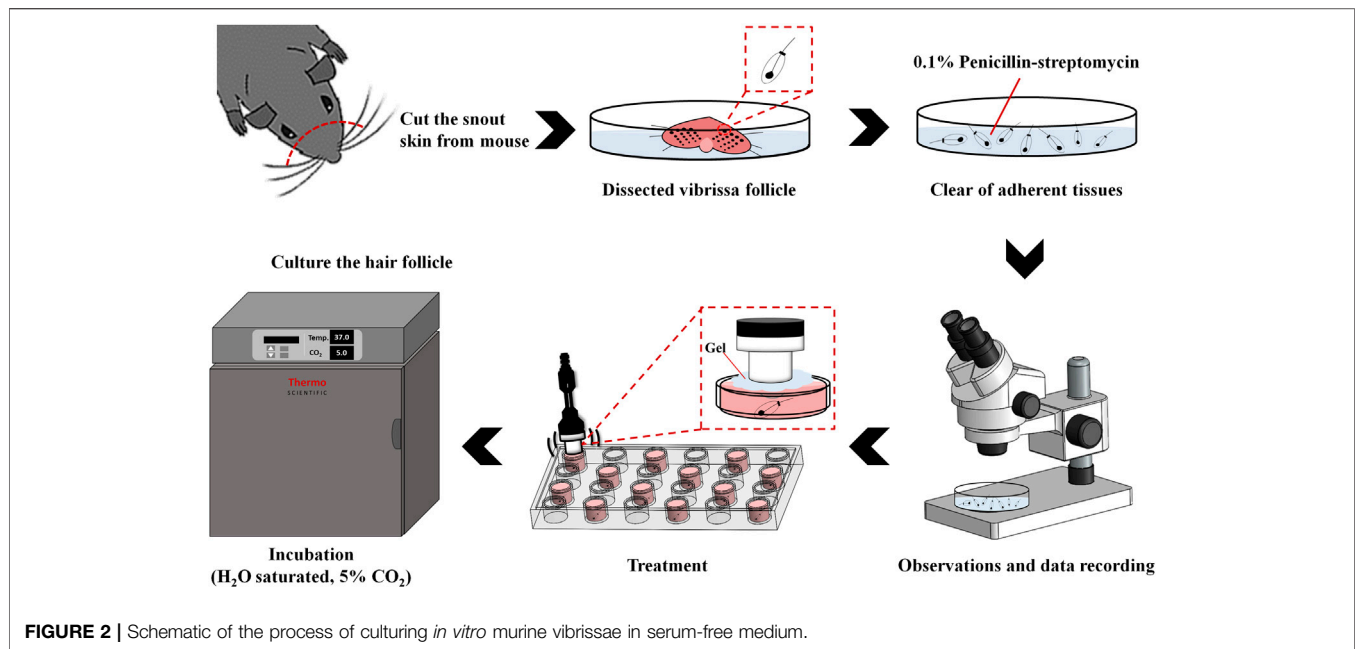 Cut the snout
skin from mouse
Dissected vibrissa follicle
0.1% Penicillin-streptomycin
Clear of adherent tissues
Observations and data recording
Gel
Treatment
Culture the hair follicle
Temp. 37.0
CO₂ 5.0
Thermo
SCIENTIFIC
Incubation
(H₂O saturated, 5% CO₂)
FIGURE 2 | Schematic of the process of culturing in vitro murine vibrissae in serum-free medium.